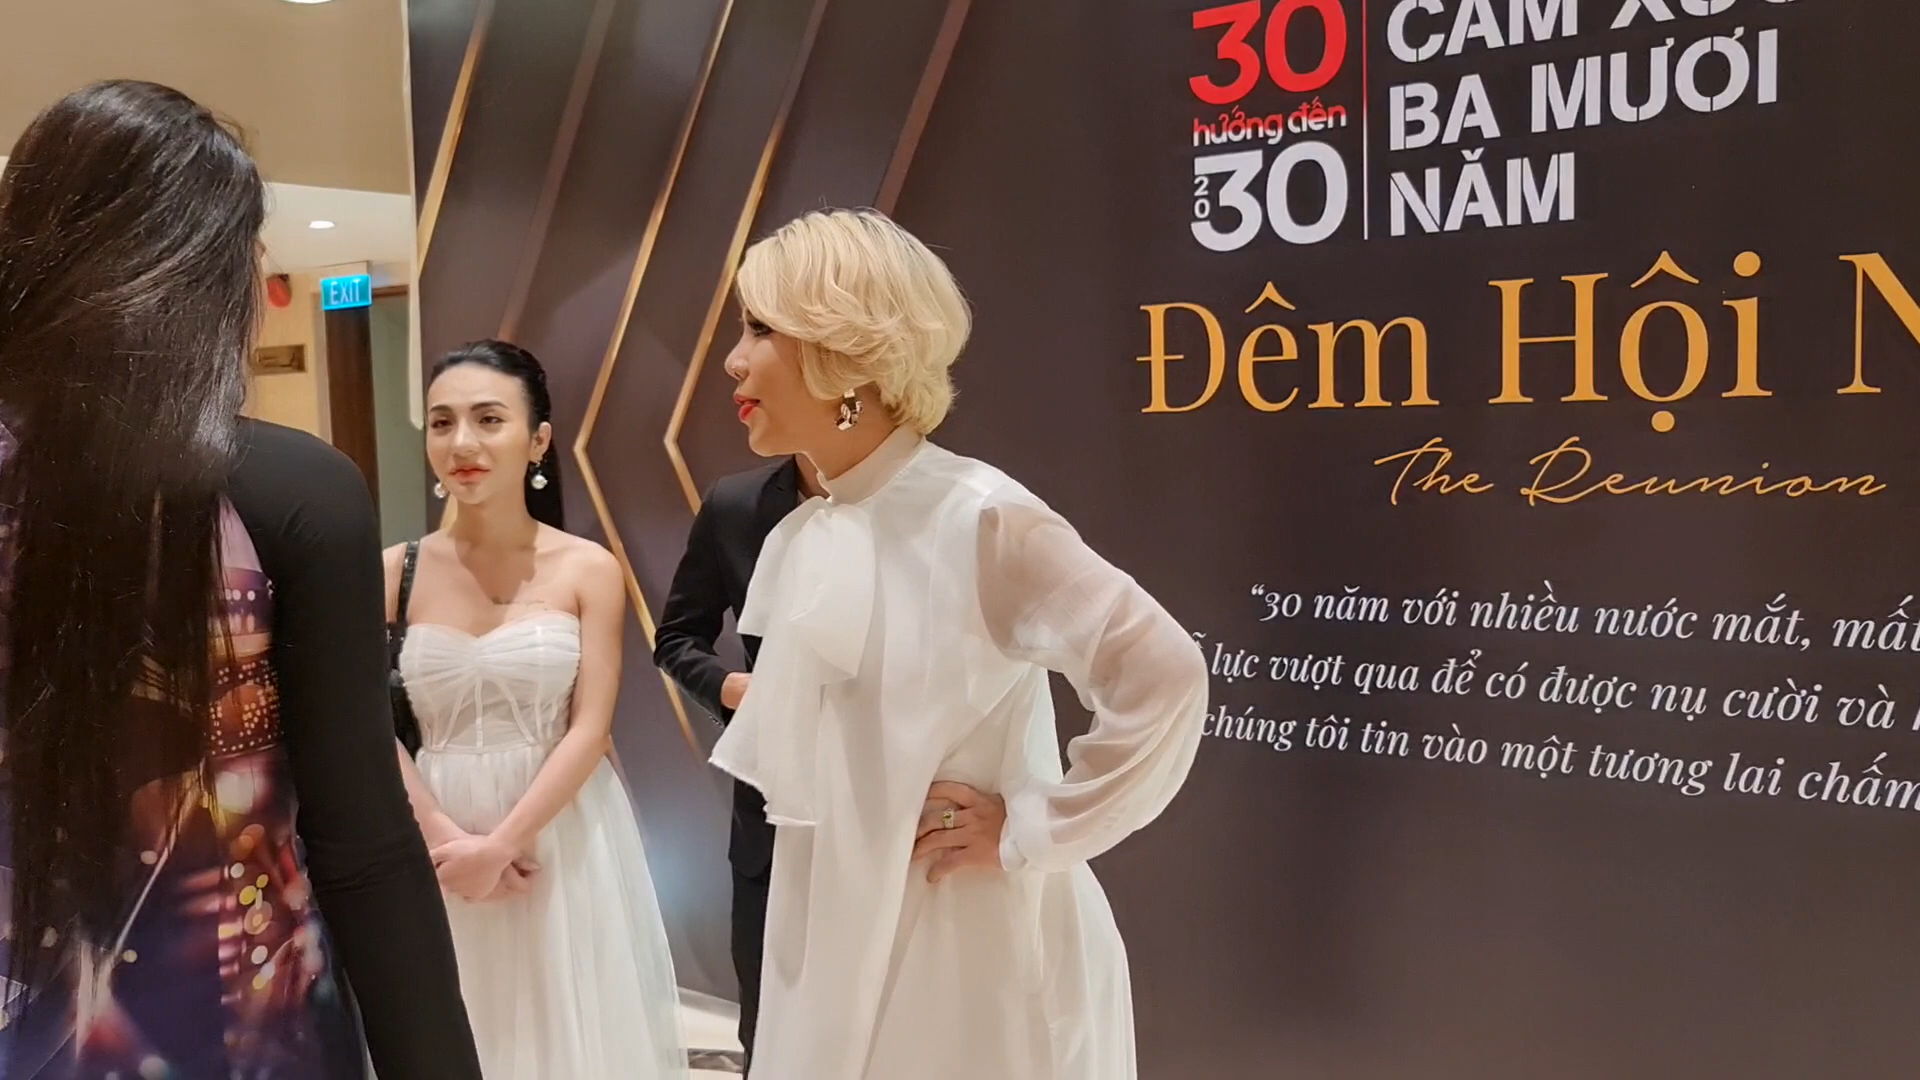 30
hướng đến
2030
CẢM XÚC
BA MƯƠI
NĂM
EXIT
Đêm Hội N
The Reunion
“30 năm với nhiều nước mắt, mất
lực vượt qua để có được nụ cười và
chúng tôi tin vào một tương lai chấm